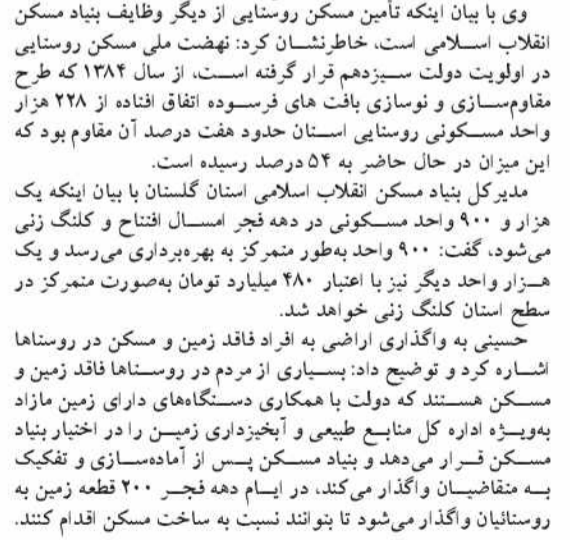 وی با بیان اینکه تأمین مسکن روستایی از دیگر وظایف بنیاد مسکن
انقلاب اسلامی است، خاطرنشان کرد: نهضت ملی مسکن روستایی
در اولویت دولت سیزدهم قرار گرفته است، از سال ۱۳۸۴ که طرح
مقاوم‌سازی و نوسازی بافت های فرسوده اتفاق افتاده از ۲۲۸ هزار
واحد مسکونی روستایی استان حدود هفت درصد آن مقاوم بود که
این میزان در حال حاضر به ۵۴ درصد رسیده است.
مدیرکل بنیاد مسکن انقلاب اسلامی استان گلستان با بیان اینکه یک
هزار و ۹۰۰ واحد مسکونی در دهه فجر امسال افتتاح و کلنگ زنی
می‌شود، گفت: ۹۰۰ واحد به‌طور متمرکز به بهره‌برداری می‌رسد و یک
هزار واحد دیگر نیز با اعتبار ۴۸۰ میلیارد تومان به‌صورت متمرکز در
سطح استان کلنگ زنی خواهد شد.
حسینی به واگذاری اراضی به افراد فاقد زمین و مسکن در روستاها
اشاره کرد و توضیح داد: بسیاری از مردم در روستاها فاقد زمین و
مسکن هستند که دولت با همکاری دستگاه‌های دارای زمین مازاد
به‌ویژه اداره کل منابع طبیعی و آبخیزداری زمین را در اختیار بنیاد
مسکن قرار می‌دهد و بنیاد مسکن پس از آماده‌سازی و تفکیک
به متقاضیان واگذار می‌کند، در ایام دهه فجر ۲۰۰ قطعه زمین به
روستائیان واگذار می‌شود تا بتوانند نسبت به ساخت مسکن اقدام کنند.